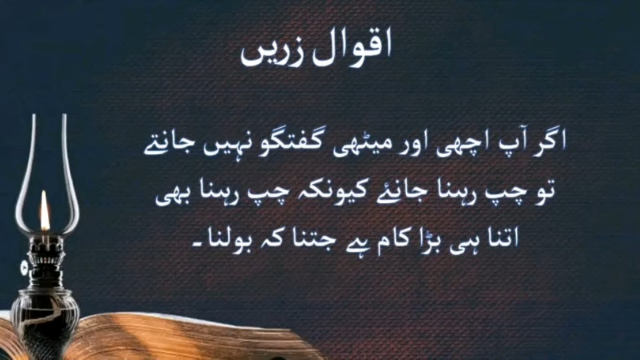 اقوال زریں
اگر آپ اچھی اور میٹھی گفتگو نہیں جانتے
تو چپ رہنا جانئے کیونکہ چپ رہنا بھی
اتنا ہی بڑا کام ہے جتنا کہ بولنا۔